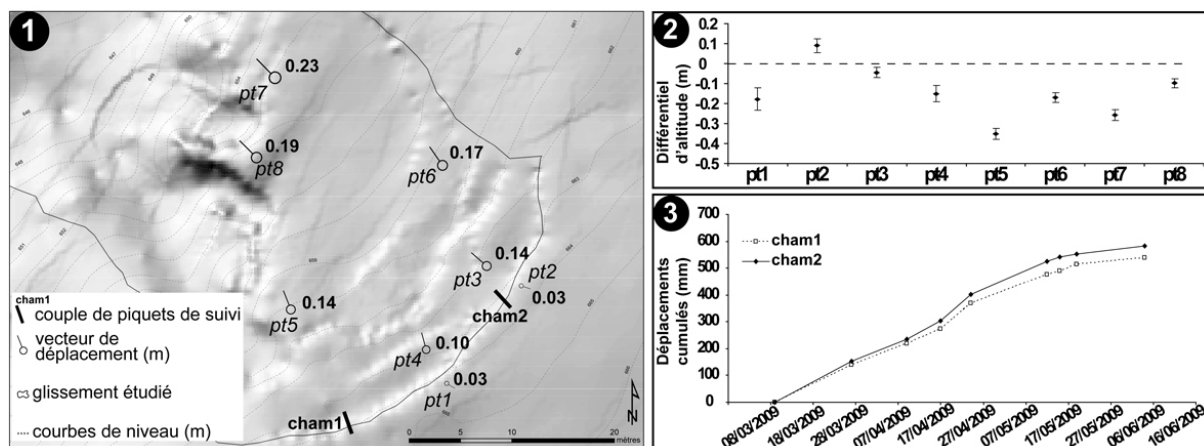 1
0.23
pt7
0.19
pt8
0.17
pt6
0.14
pt3
pt2
0.03
cham2
0.14
pt5
0.10
pt4
0.03
pt1
cham1
cham1
couple de piquets de suivi
vecteur de
déplacement (m)
glissement étudié
courbes de niveau (m)
N
0 5 10 20
mètres
2
Différentiel
d'altitude (m)
0.2
0.1
0
-0.1
-0.2
-0.3
-0.4
-0.5
pt1 pt2 pt3 pt4 pt5 pt6 pt7 pt8
3
Déplacements
cumulés (mm)
700
600
500
400
300
200
100
0
cham1
cham2
08/03/2009 18/03/2009 28/03/2009 07/04/2009 17/04/2009 27/04/2009 07/05/2009 17/05/2009 27/05/2009 08/06/2009 18/06/2009